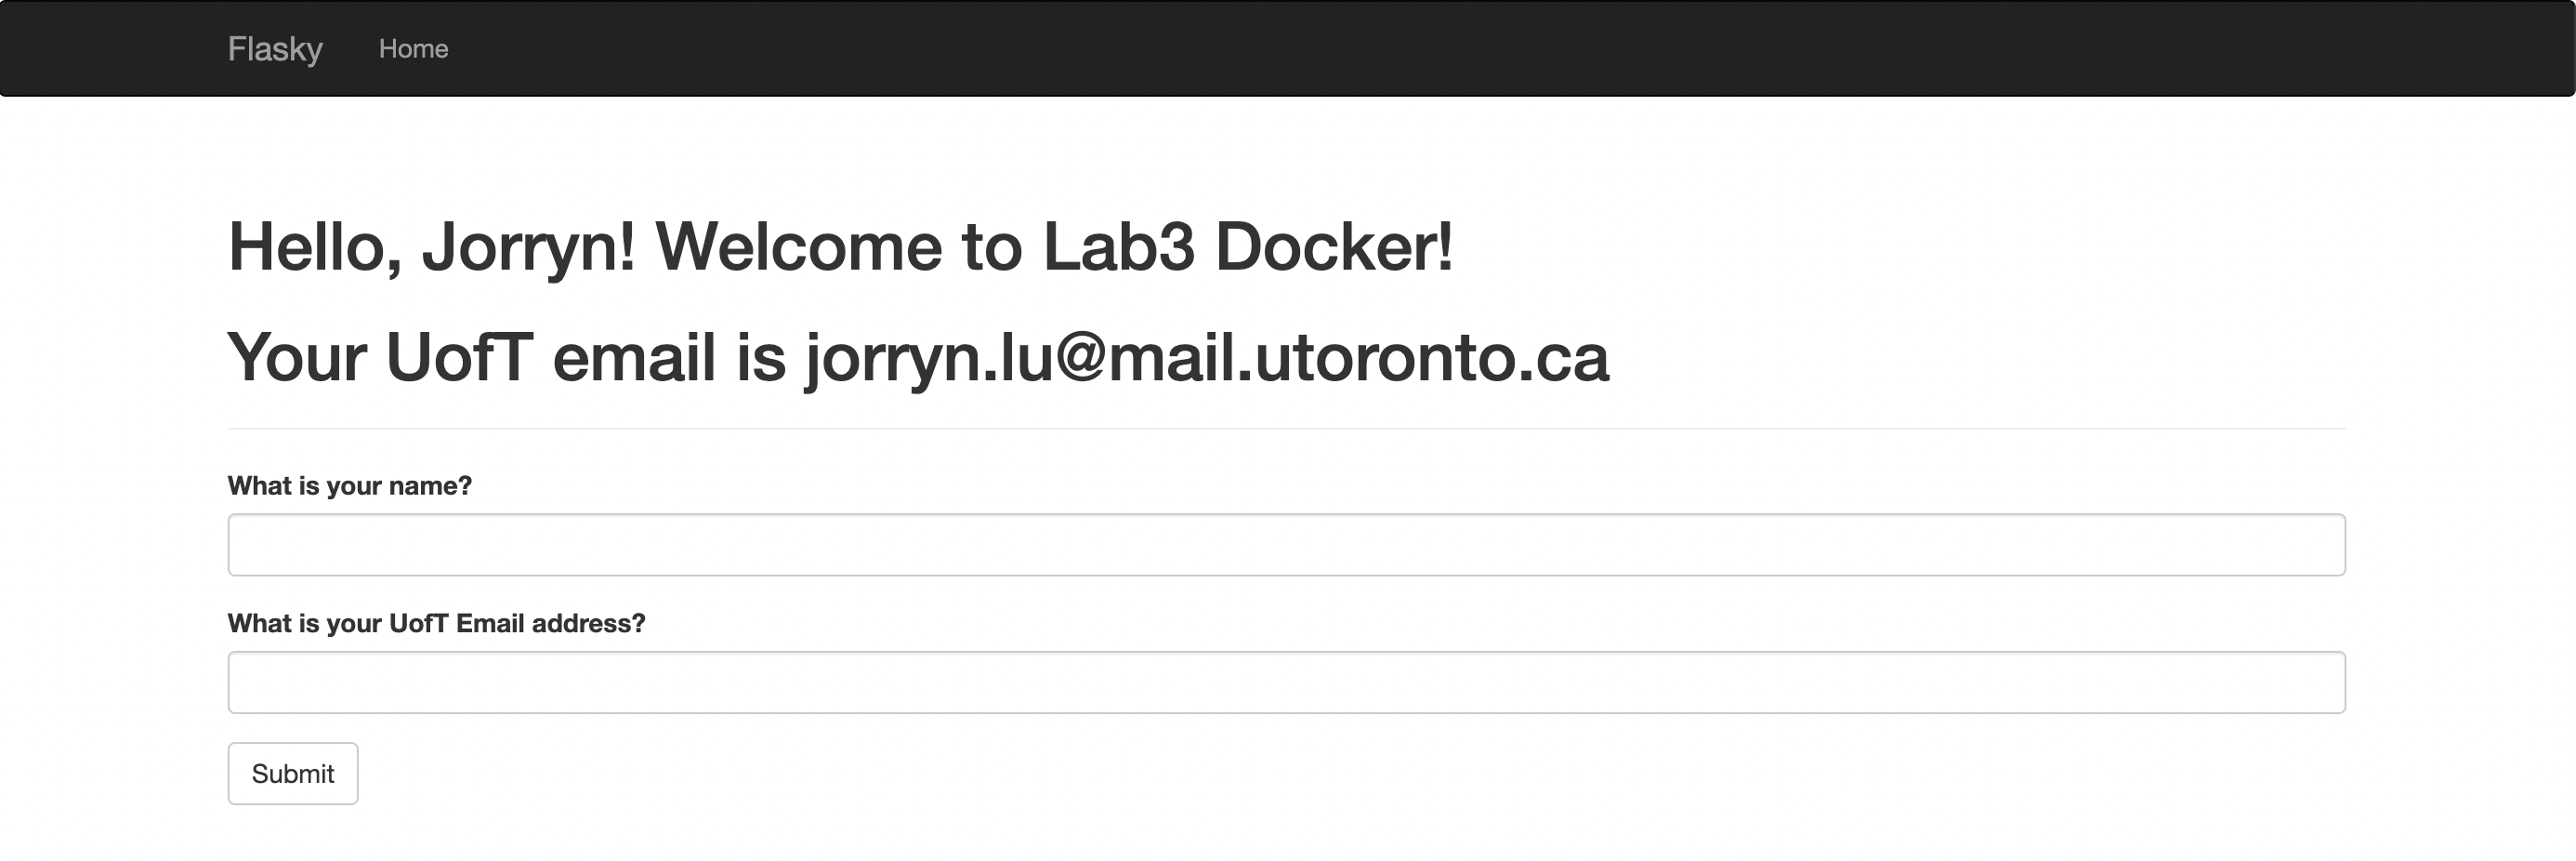 Flasky Home
Hello, Jorryn! Welcome to Lab3 Docker!
Your UofT email is jorryn.lu@mail.utoronto.ca
What is your name?
What is your UofT Email address?
Submit